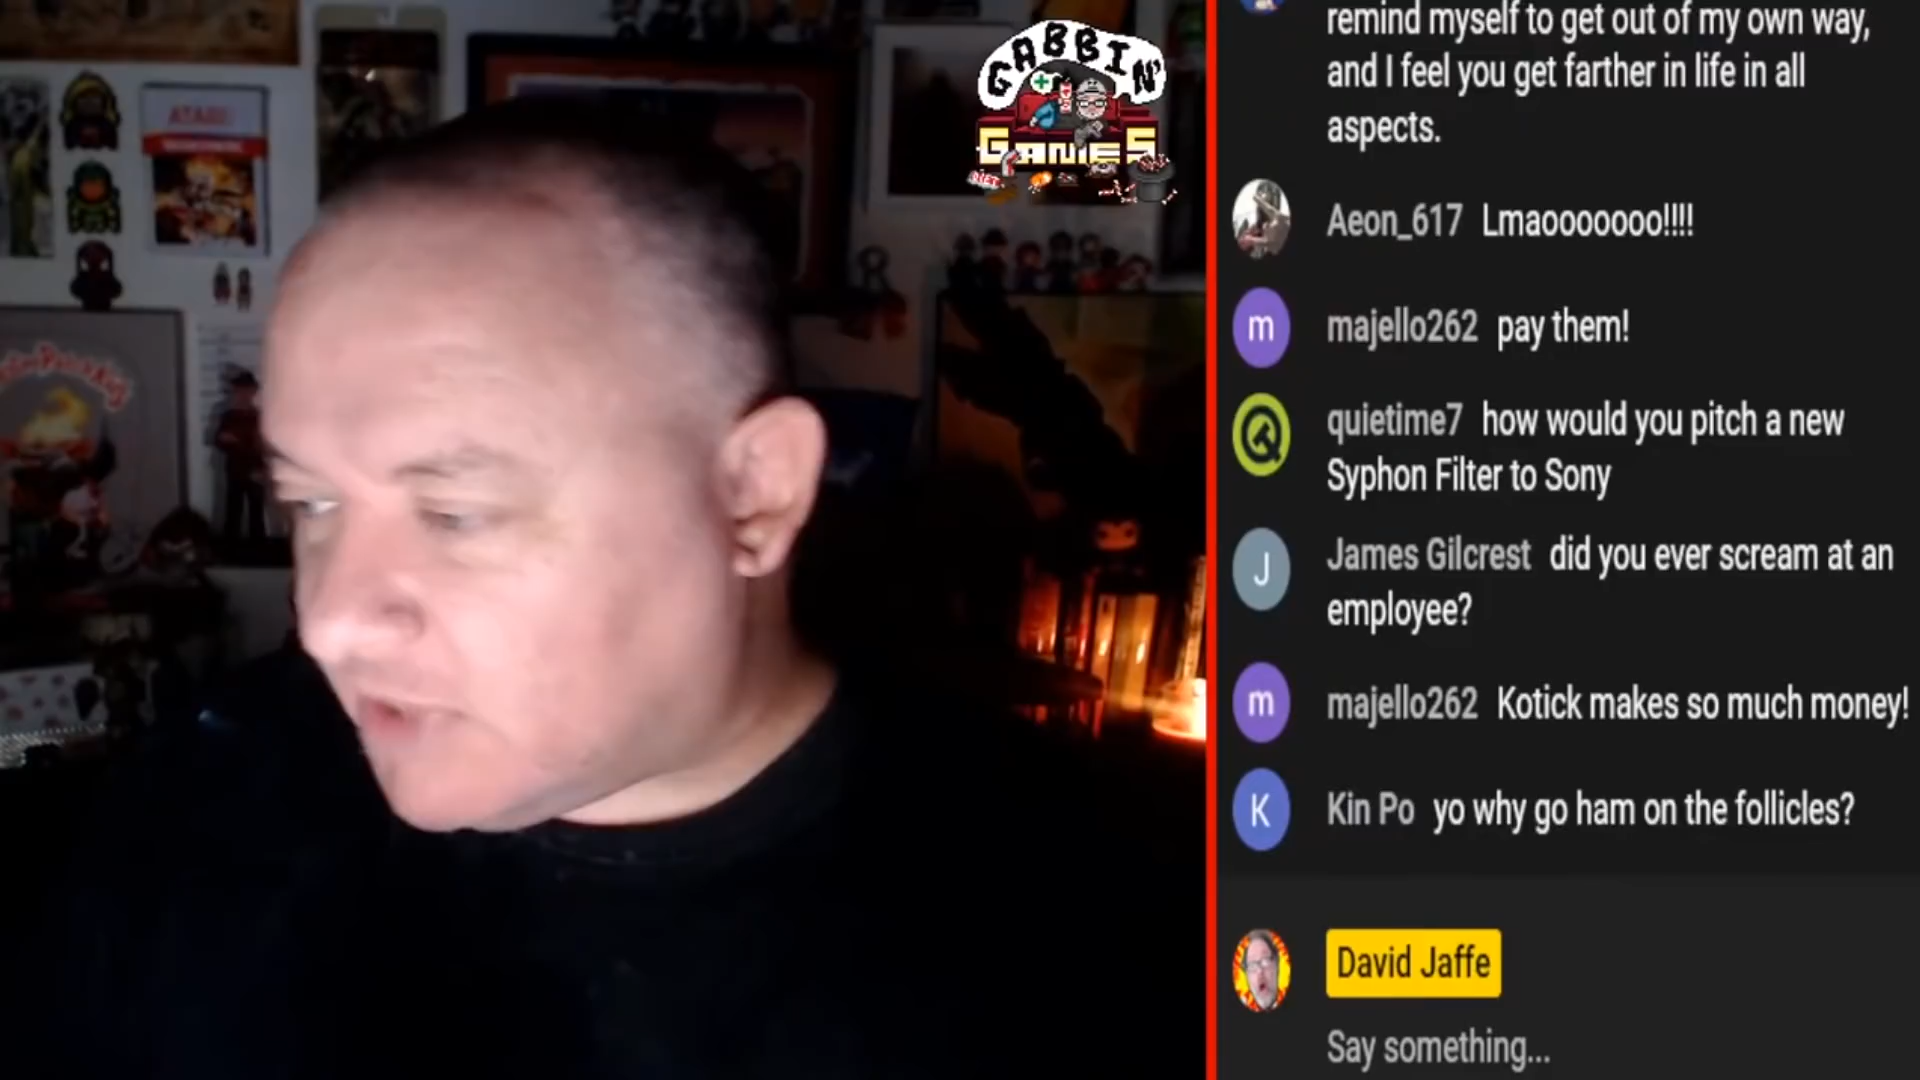 GABBIN'
GAMES
ATARI
remind myself to get out of my own way,
and I feel you get farther in life in all
aspects.
Aeon_617 Lmaooooooo!!!!
m
majello262 pay them!
quietime7 how would you pitch a new
Syphon Filter to Sony
J
James Gilcrest did you ever scream at an
employee?
m
majello262 Kotick makes so much money!
K
Kin Po yo why go ham on the follicles?
David Jaffe
Say something...